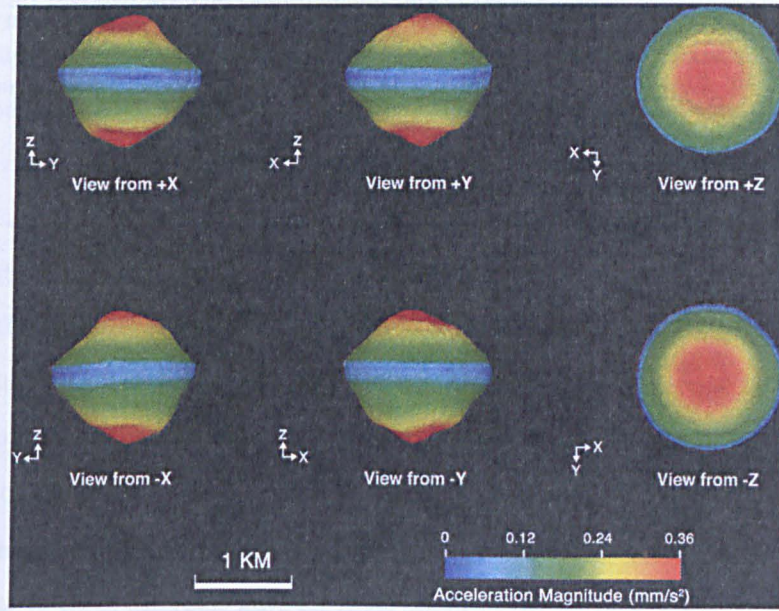 Z
Y
View from +X
Z
X
View from +Y
X
Y
View from +Z
Z
Y
View from -X
Z
X
View from -Y
X
Y
View from -Z
1 KM
0 0.12 0.24 0.36
Acceleration Magnitude (mm/s²)